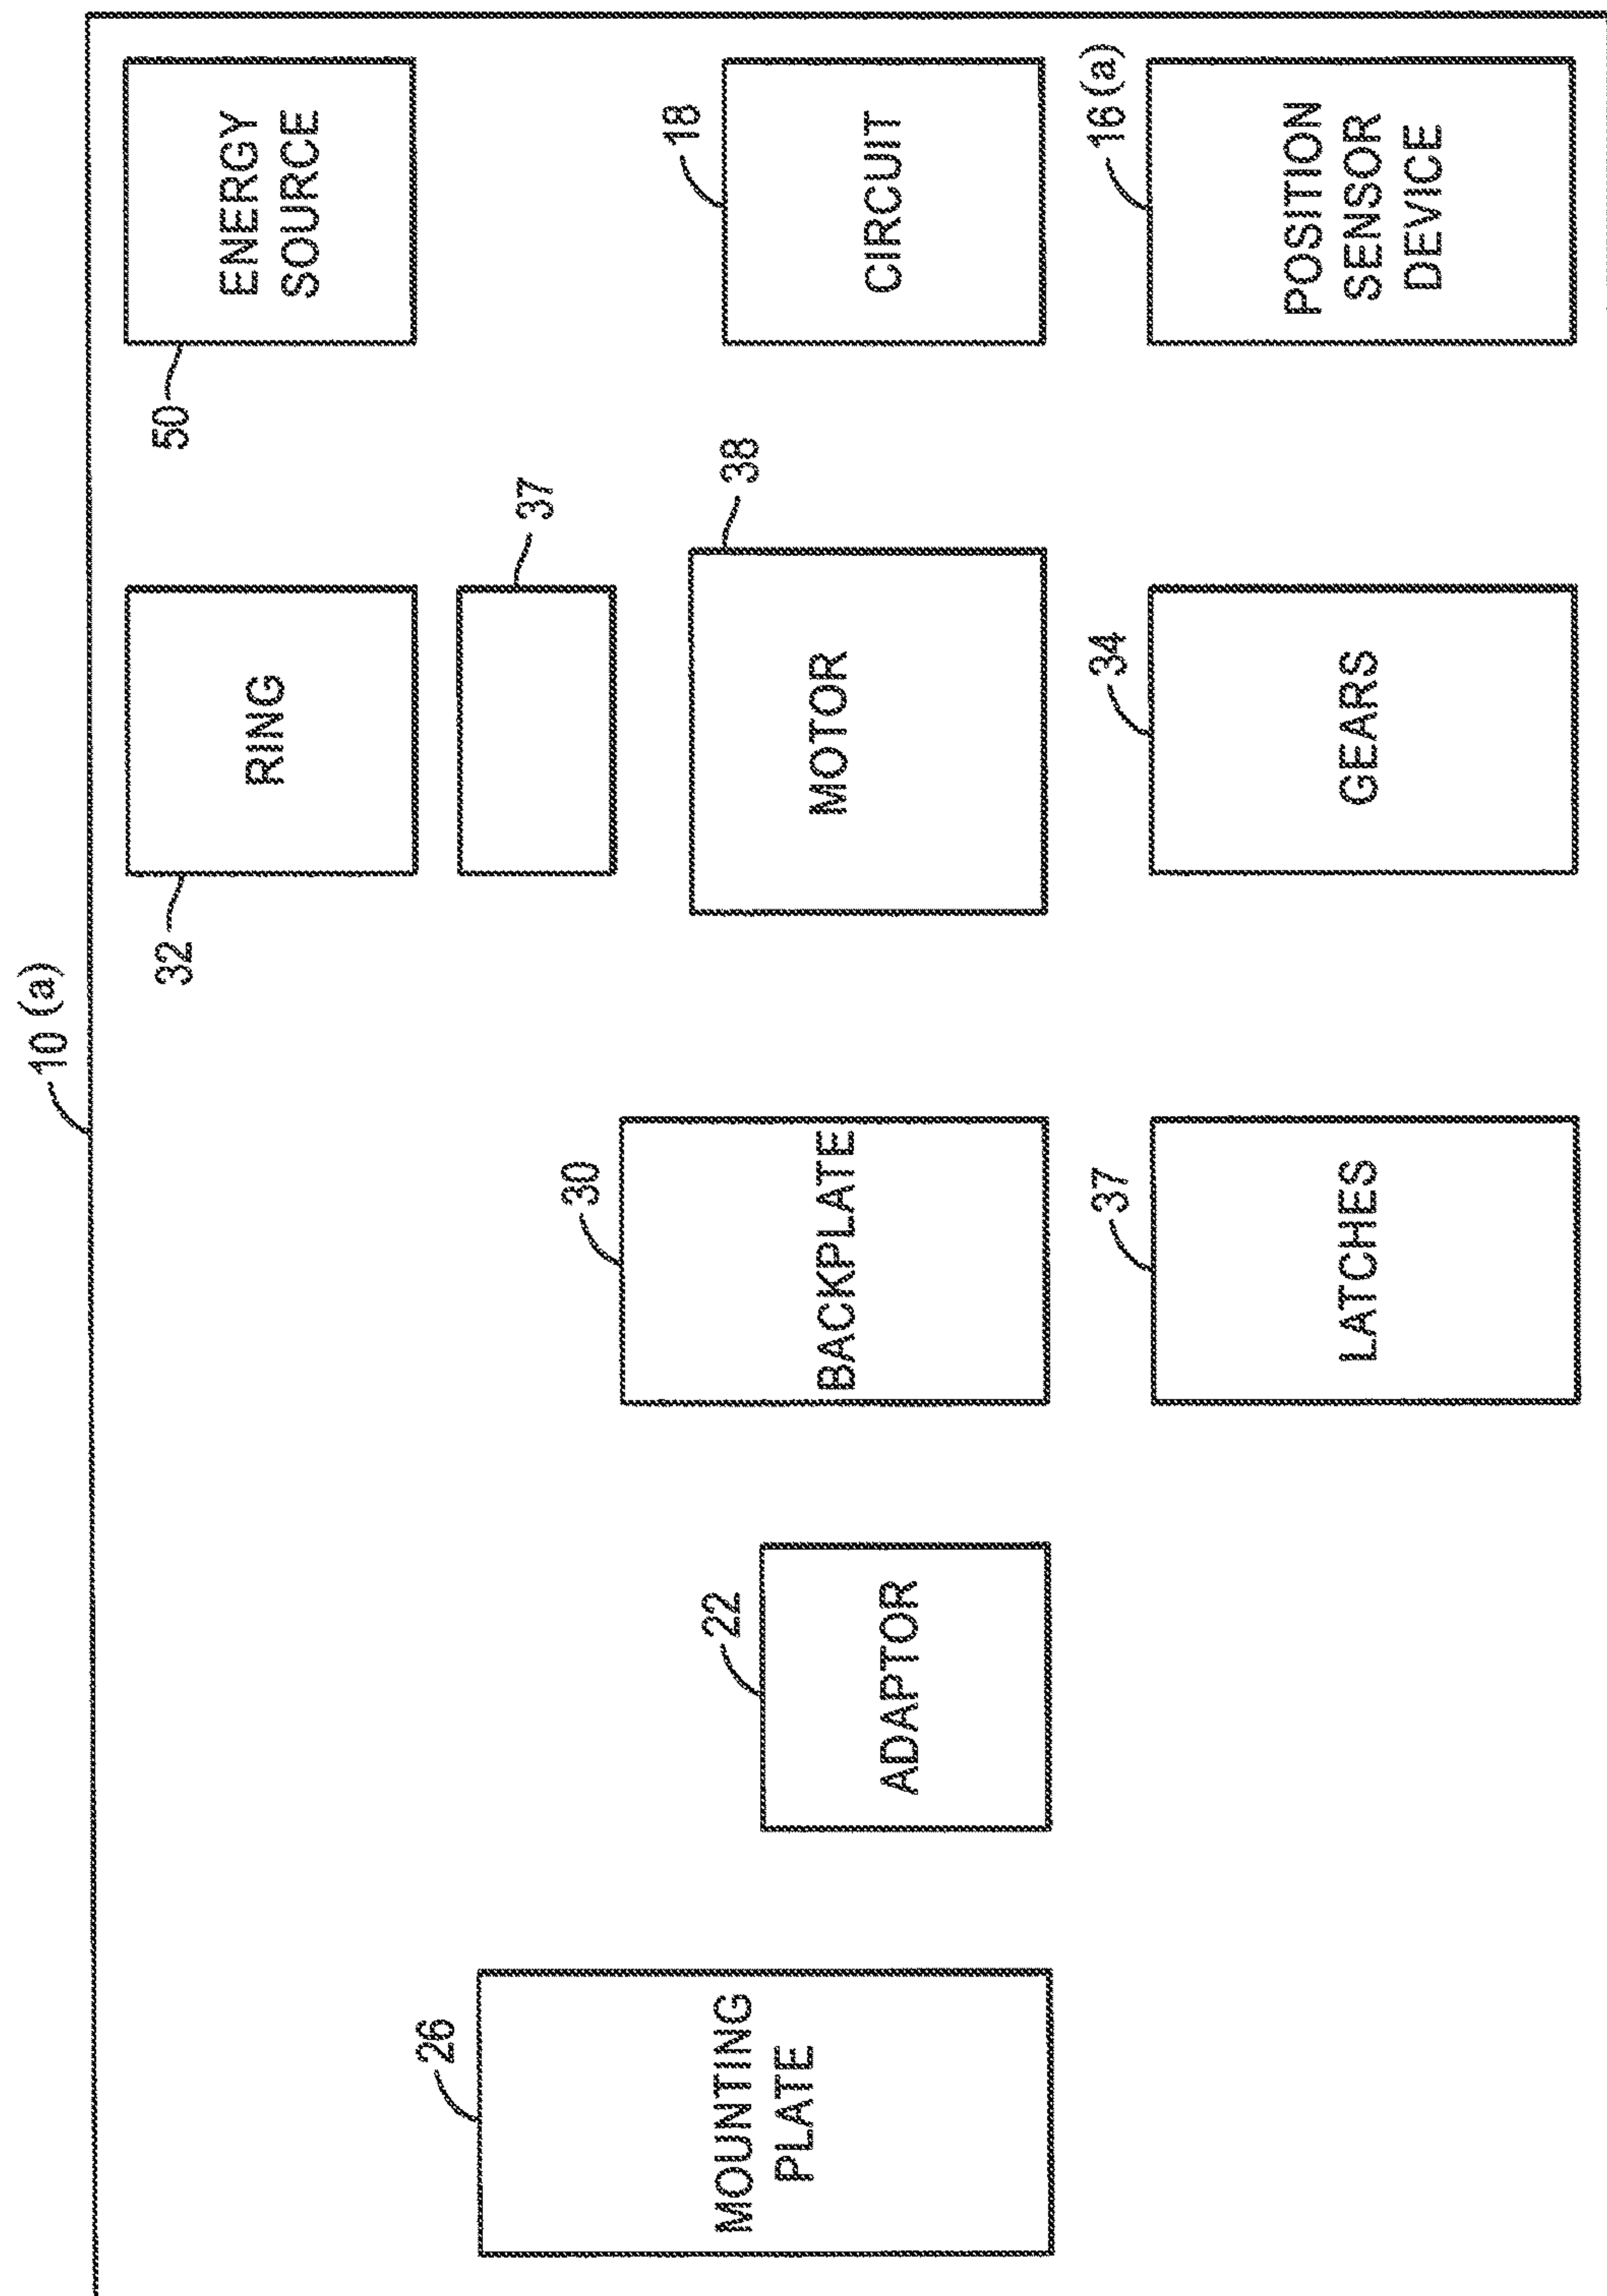 10(a)
26
MOUNTING
PLATE
22
ADAPTOR
30
BACKPLATE
37
LATCHES
32
RING
37
38
MOTOR
34
GEARS
50
ENERGY
SOURCE
18
CIRCUIT
16(a)
POSITION
SENSOR
DEVICE